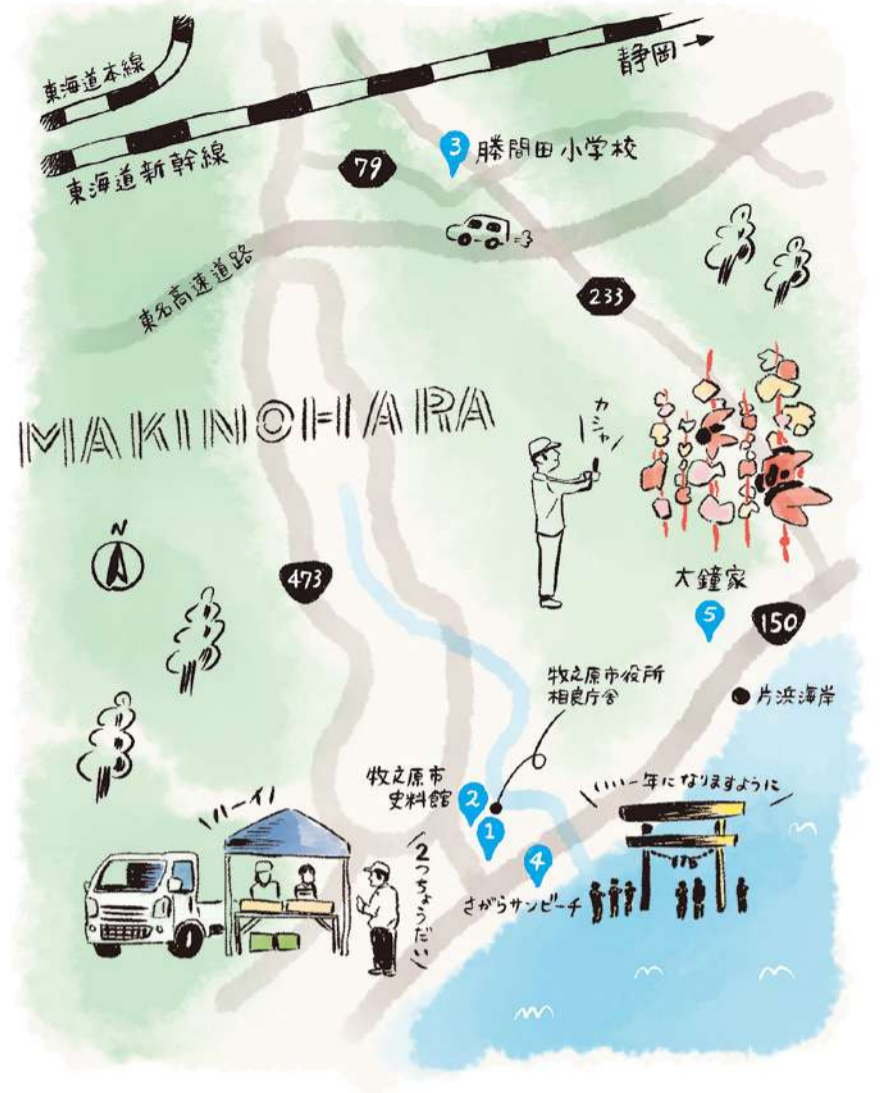 東海道本線
静岡
東海道新幹線
79
3
勝間田小学校
東名高速道路
233
MAKINOHARA
カシャ
N
473
大鐘家
5
150
牧之原市役所
相良庁舎
片浜海岸
牧之原市
史料館
2
1
いい一年になりますように
ハーイ
2つちょうだい
4
さがらサンビーチ